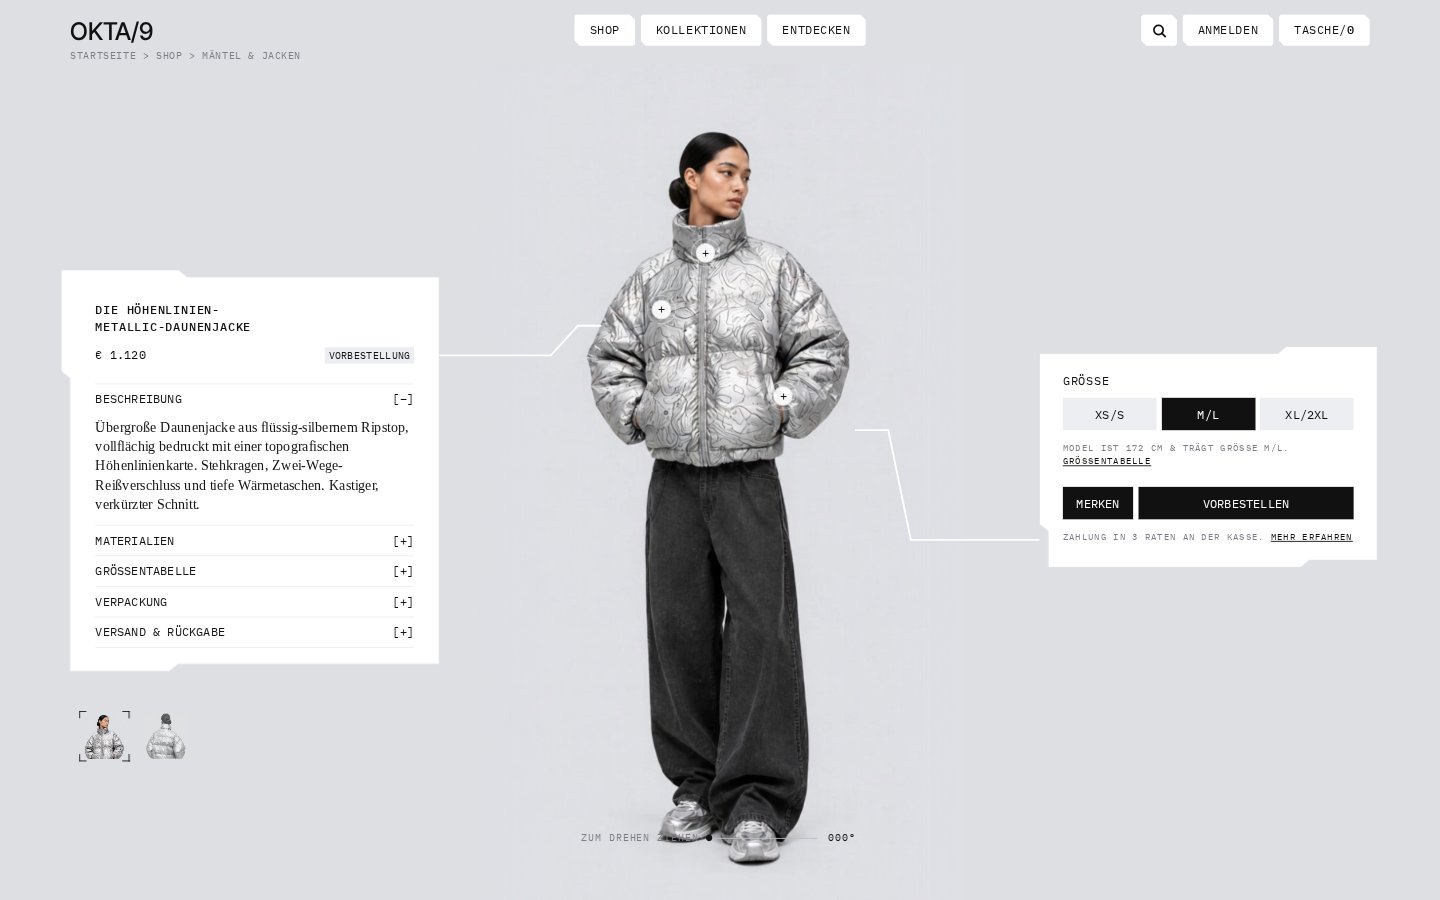 OKTA/9
STARTSEITE > SHOP > MÄNTEL & JACKEN
SHOP
KOLLEKTIONEN
ENTDECKEN
ANMELDEN
TASCHE/0
DIE HÖHENLINIEN-
METALLIC-DAUNENJACKE
€ 1.120
VORBESTELLUNG
BESCHREIBUNG [−]
Übergroße Daunenjacke aus flüssig-silbernem Ripstop,
vollflächig bedruckt mit einer topografischen
Höhenlinienkarte. Stehkragen, Zwei-Wege-
Reißverschluss und tiefe Wärmetaschen. Kastiger,
verkürzter Schnitt.
MATERIALIEN [+]
GRÖSSENTABELLE [+]
VERPACKUNG [+]
VERSAND & RÜCKGABE [+]
+
+
+
GRÖSSE
XS/S
M/L
XL/2XL
MODEL IST 172 CM & TRÄGT GRÖSSE M/L.
GRÖSSENTABELLE
MERKEN
VORBESTELLEN
ZAHLUNG IN 3 RATEN AN DER KASSE. MEHR ERFAHREN
ZUM DREHEN ZIEHEN
000°